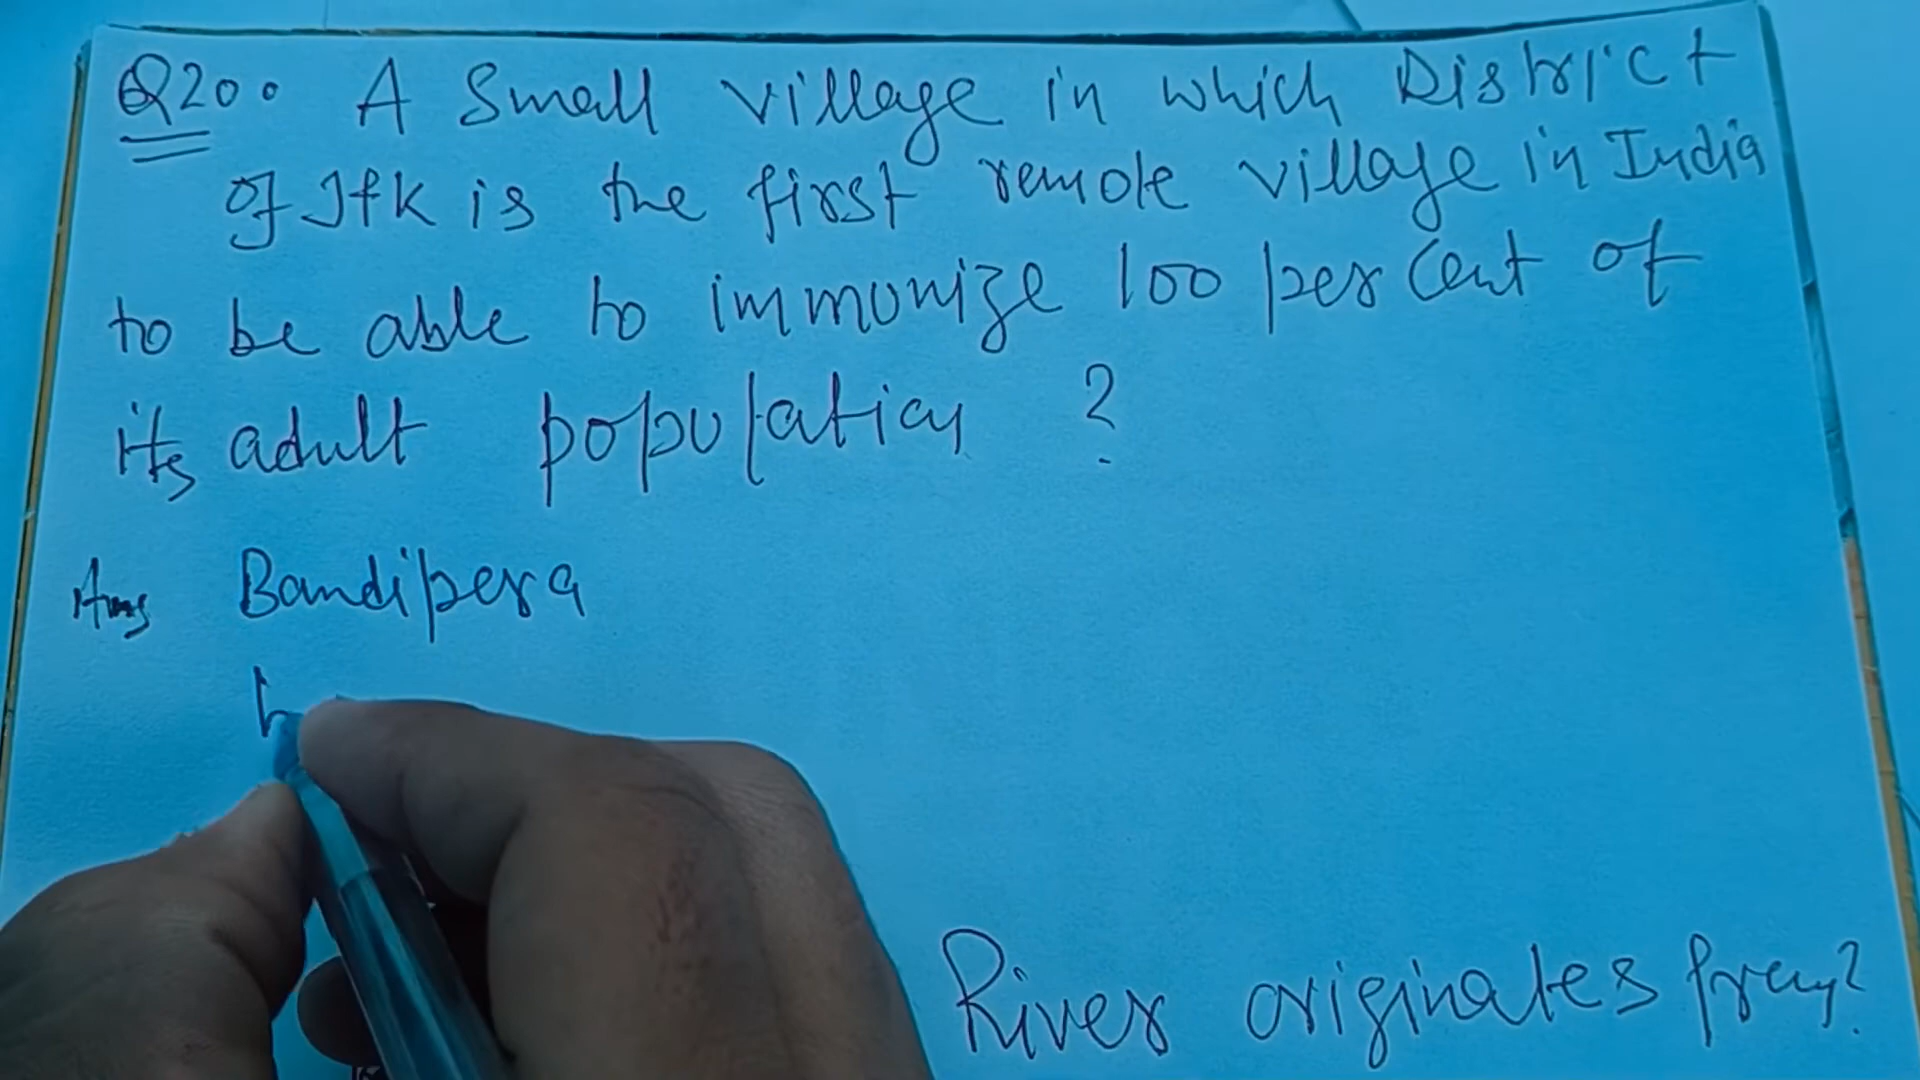 Q20. A Small village in which District
of J&K is the first remote village in India
to be able to immunize 100 per cent of
its adult population ?
Ans Bandipera
River originates from?